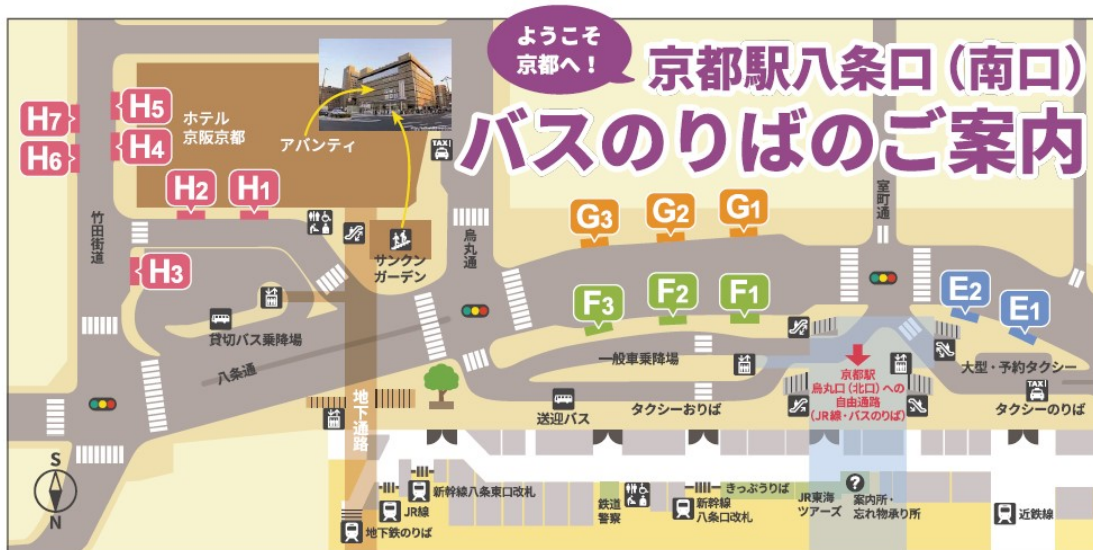 ようこそ
京都へ！
京都駅八条口（南口）
バスのりばのご案内
H7
H6
H5
H4
ホテル
京阪京都
アバンティ
TAXI
室町通
H2
H1
G3
G2
G1
竹田街道
烏丸通
サンクン
ガーデン
H3
F3
F2
F1
E2
E1
貸切バス乗降場
八条通
一般車乗降場
京都駅
烏丸口（北口）への
自由通路
（JR線・バスのりば）
大型・予約タクシー
TAXI
地下通路
送迎バス
タクシーおりば
タクシーのりば
S
N
新幹線八条東口改札
JR線
地下鉄のりば
鉄道
警察
新幹線
八条口改札
きっぷうりば
JR東海
ツアーズ
?
案内所・
忘れ物承り所
近鉄線